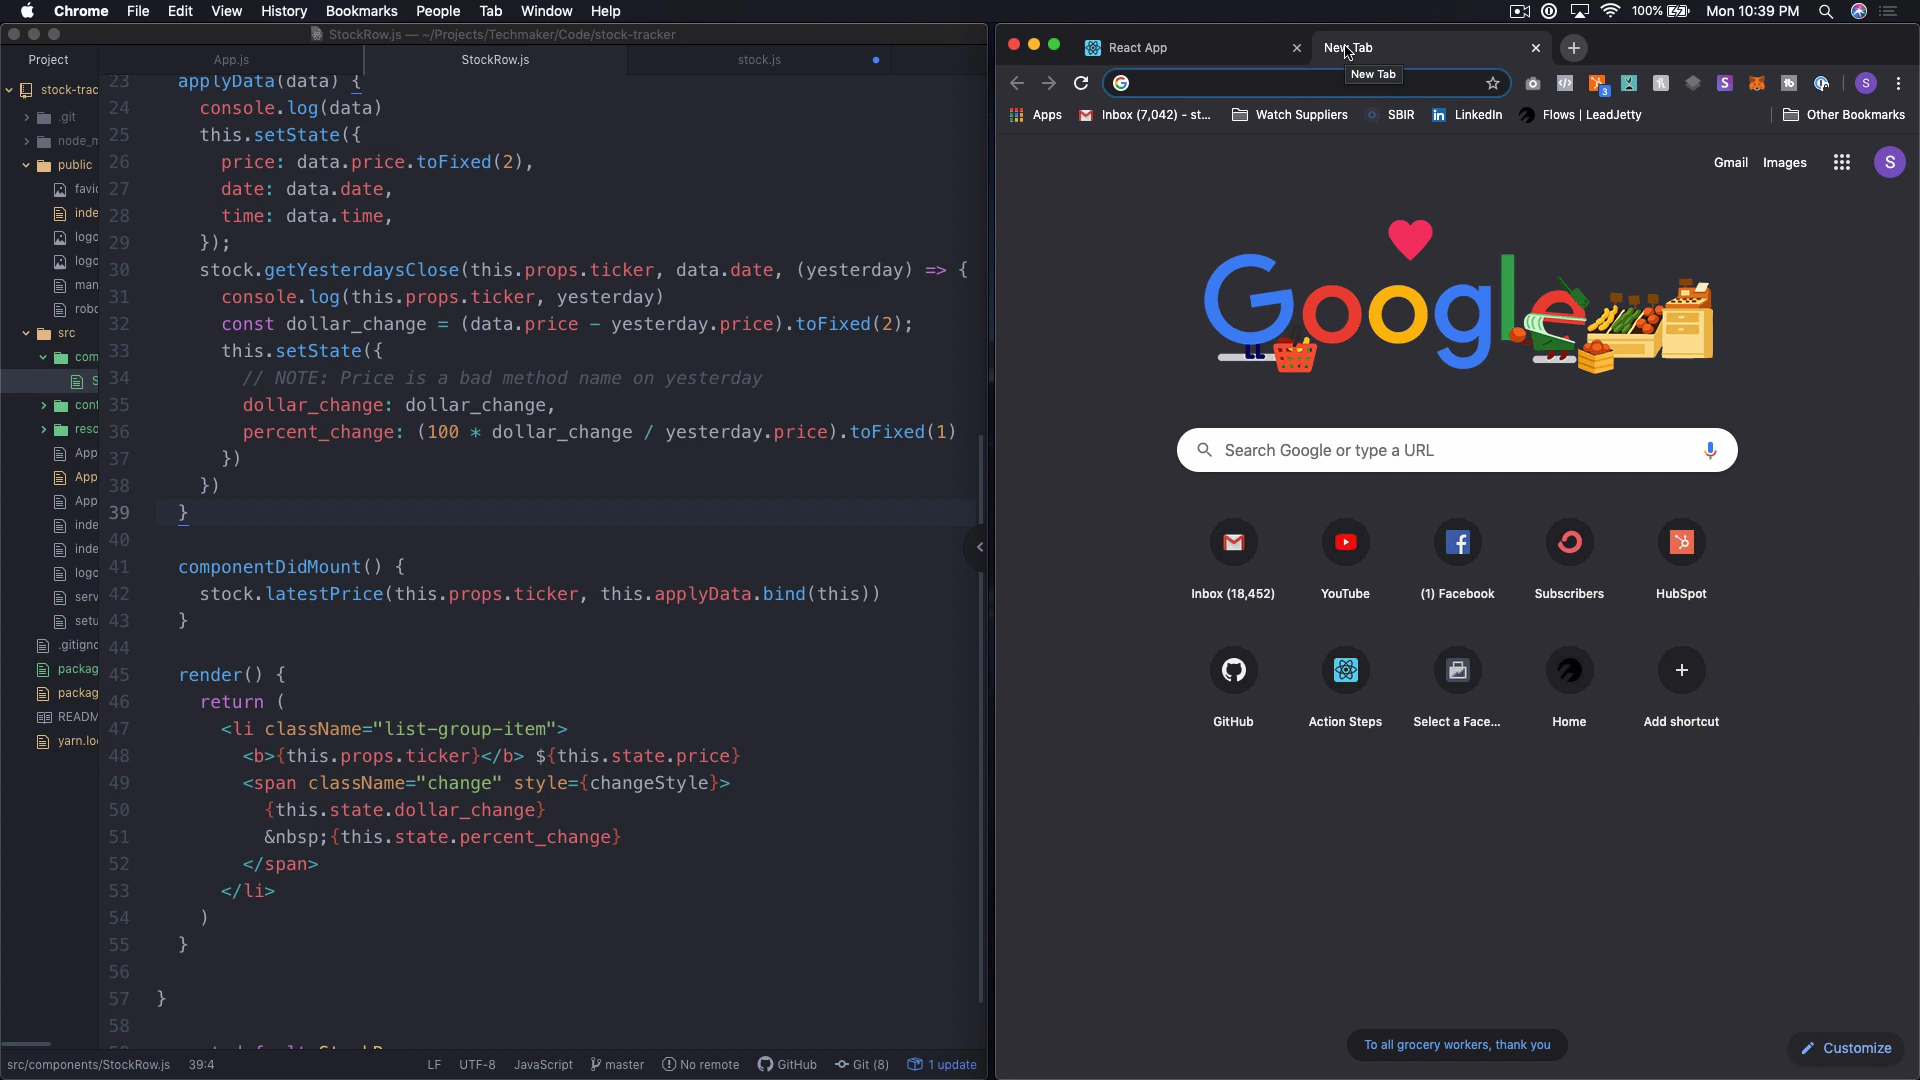 Chrome File Edit View History Bookmarks People Tab Window Help
100% Mon 10:39 PM
StockRow.js — ~/Projects/Techmaker/Code/stock-tracker
Project
App.js
StockRow.js
stock.js
stock-trac
.git
node_m
public
favic
inde
logo
logo
man
robo
src
com
S
conf
reso
App
App
App
inde
inde
logo
serv
setu
.gitigno
packag
packag
READM
yarn.lo
23 applyData(data) {
24 console.log(data)
25 this.setState({
26 price: data.price.toFixed(2),
27 date: data.date,
28 time: data.time,
29 });
30 stock.getYesterdaysClose(this.props.ticker, data.date, (yesterday) => {
31 console.log(this.props.ticker, yesterday)
32 const dollar_change = (data.price - yesterday.price).toFixed(2);
33 this.setState({
34 // NOTE: Price is a bad method name on yesterday
35 dollar_change: dollar_change,
36 percent_change: (100 * dollar_change / yesterday.price).toFixed(1)
37 })
38 })
39 }
40
41 componentDidMount() {
42 stock.latestPrice(this.props.ticker, this.applyData.bind(this))
43 }
44
45 render() {
46 return (
47 <li className="list-group-item">
48 <b>{this.props.ticker}</b> ${this.state.price}
49 <span className="change" style={changeStyle}>
50 {this.state.dollar_change}
51 &nbsp;{this.state.percent_change}
52 </span>
53 </li>
54 )
55 }
56
57 }
58
src/components/StockRow.js 39:4
LF UTF-8 JavaScript master No remote GitHub Git (8) 1 update
React App
New Tab
New Tab
3
S
S
Apps
Inbox (7,042) - st...
Watch Suppliers
SBIR
LinkedIn
Flows | LeadJetty
Other Bookmarks
Gmail Images
S
Google
Search Google or type a URL
Inbox (18,452)
YouTube
(1) Facebook
Subscribers
HubSpot
GitHub
Action Steps
Select a Face...
Home
Add shortcut
To all grocery workers, thank you
Customize